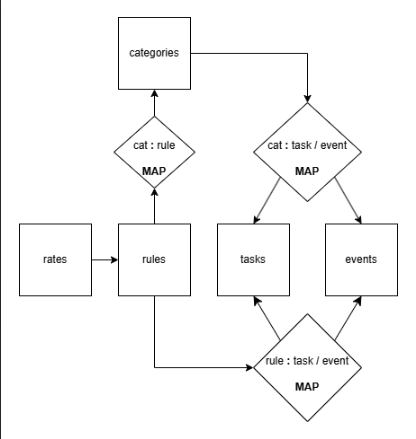 categories
cat : rule
MAP
cat : task / event
MAP
rates
rules
tasks
events
rule : task / event
MAP